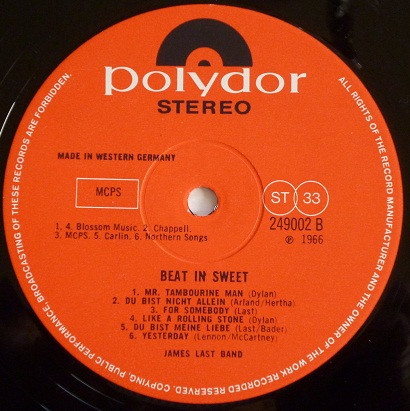 polydor
STEREO
MADE IN WESTERN GERMANY
MCPS
ST 33
249002 B
℗ 1966
1. 4. Blossom Music. 2. Chappell.
3. MCPS. 5. Carlin. 6. Northern Songs
BEAT IN SWEET
1. MR. TAMBOURINE MAN (Dylan)
2. DU BIST NICHT ALLEIN (Arland/Hertha)
3. FOR SOMEBODY (Last)
4. LIKE A ROLLING STONE (Dylan)
5. DU BIST MEINE LIEBE (Last/Bader)
6. YESTERDAY (Lennon/McCartney)
JAMES LAST BAND
ALL RIGHTS OF THE RECORD MANUFACTURER AND THE OWNER OF THE WORK RECORDED RESERVED. COPYING, PUBLIC PERFORMANCE, BROADCASTING OF THESE RECORDS ARE FORBIDDEN.